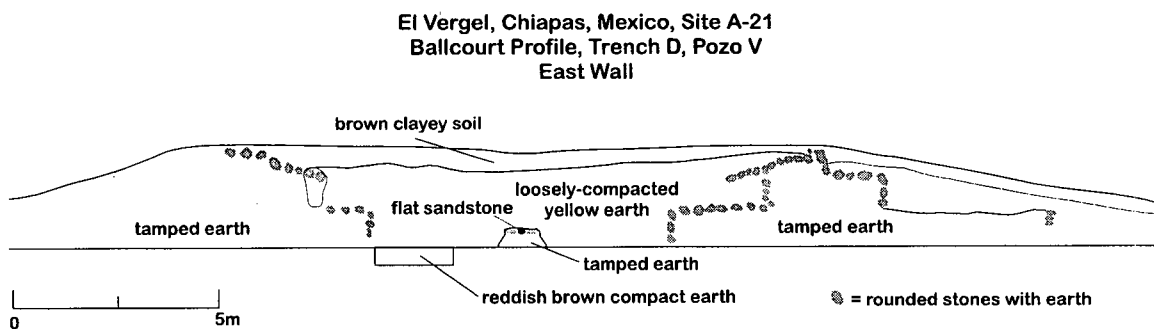 El Vergel, Chiapas, Mexico, Site A-21
Ballcourt Profile, Trench D, Pozo V
East Wall
brown clayey soil
loosely-compacted
yellow earth
flat sandstone
tamped earth
tamped earth
tamped earth
reddish brown compact earth
= rounded stones with earth
0
5m